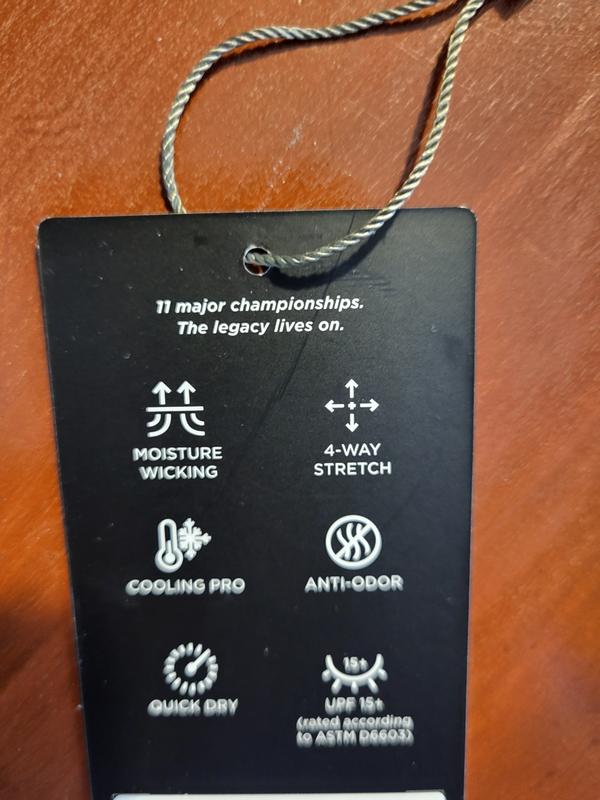 11 major championships.
The legacy lives on.
MOISTURE
WICKING
4-WAY
STRETCH
COOLING PRO
ANTI-ODOR
QUICK DRY
15+
UPF 15+
(rated according
to ASTM D6603)